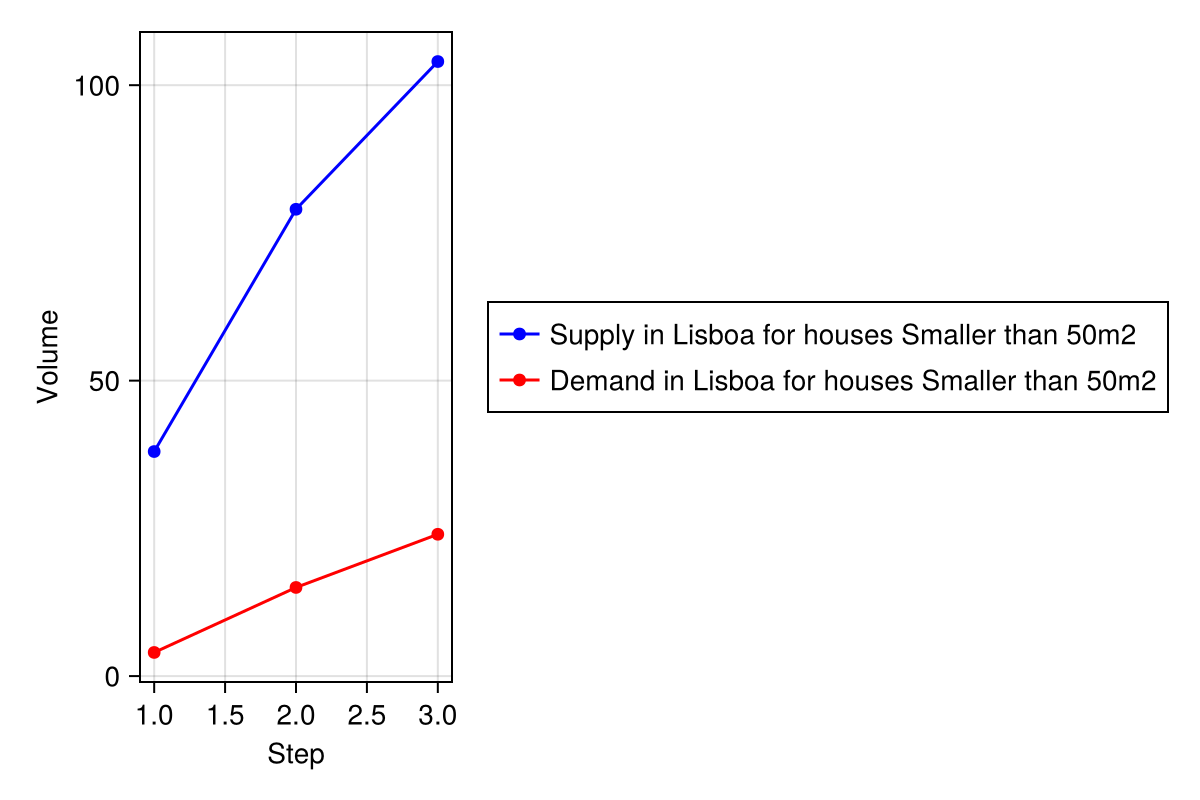 100
50
0
Volume
1.0 1.5 2.0 2.5 3.0
Step
Supply in Lisboa for houses Smaller than 50m2
Demand in Lisboa for houses Smaller than 50m2